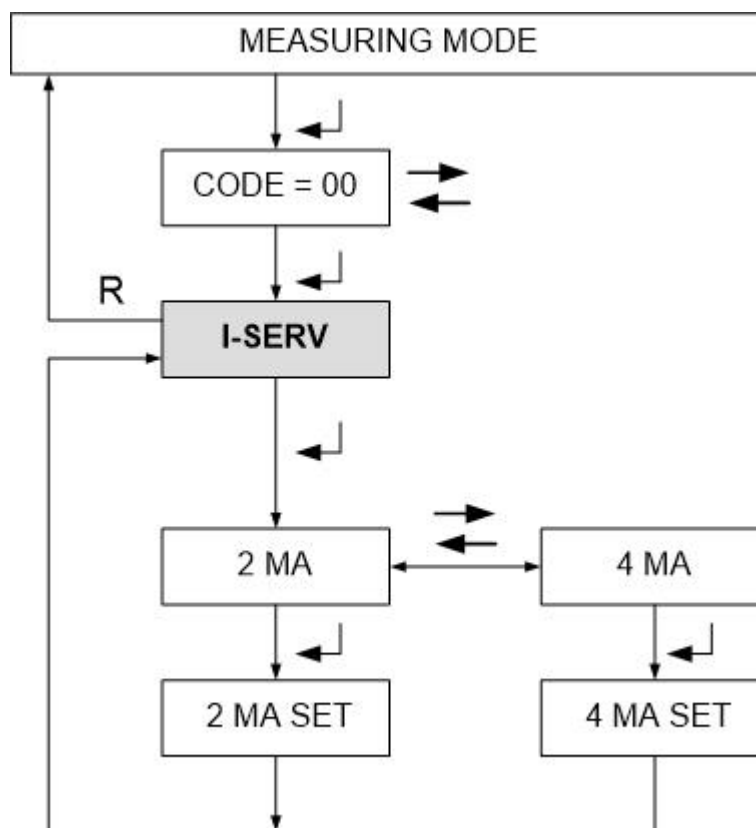 MEASURING MODE
CODE = 00
R
I-SERV
2 MA
4 MA
2 MA SET
4 MA SET